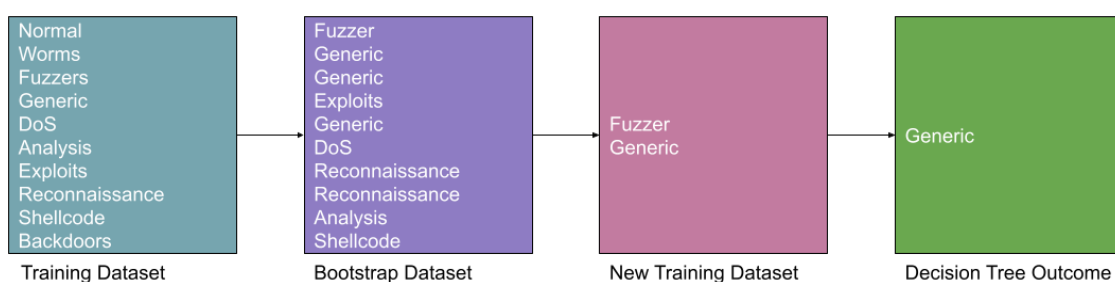 Normal
Worms
Fuzzers
Generic
DoS
Analysis
Exploits
Reconnaissance
Shellcode
Backdoors
Training Dataset
Fuzzer
Generic
Generic
Exploits
Generic
DoS
Reconnaissance
Reconnaissance
Analysis
Shellcode
Bootstrap Dataset
Fuzzer
Generic
New Training Dataset
Generic
Decision Tree Outcome